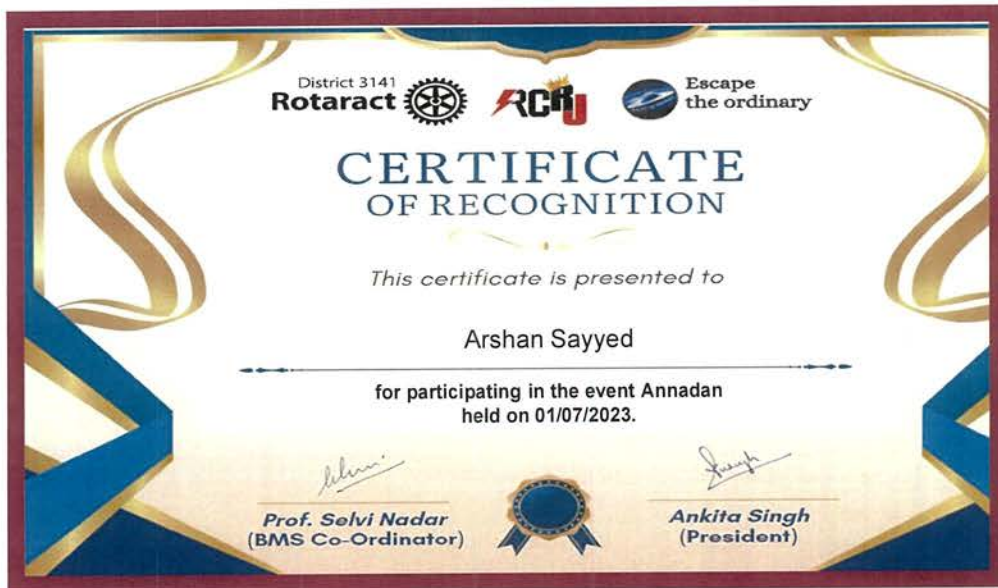 District 3141
Rotaract
RCRU
Escape
the ordinary
CERTIFICATE
OF RECOGNITION
This certificate is presented to
Arshan Sayyed
for participating in the event Annadan
held on 01/07/2023.
Prof. Selvi Nadar
(BMS Co-Ordinator)
Ankita Singh
(President)